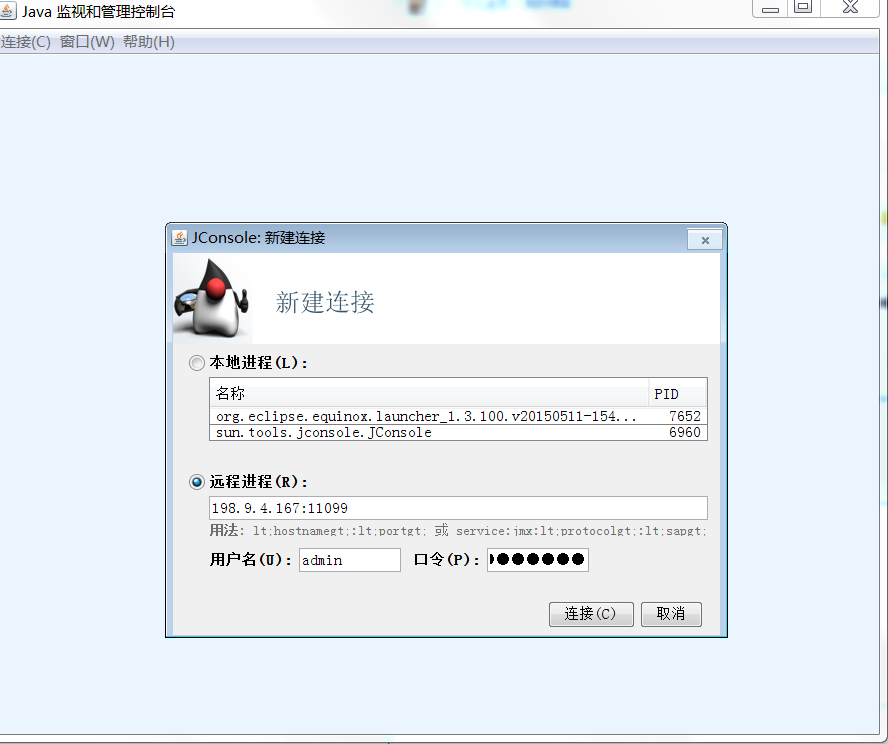 Java 监视和管理控制台
连接(C) 窗口(W) 帮助(H)
JConsole: 新建连接
新建连接
本地进程(L):
名称 PID
org.eclipse.equinox.launcher_1.3.100.v20150511-154... 7652
sun.tools.jconsole.JConsole 6960
远程进程(R):
198.9.4.167:11099
用法: lt;hostnamegt;:lt;portgt; 或 service:jmx:lt;protocolgt;:lt;sapgt;
用户名(U): admin 口令(P): ●●●●●●●
连接(C) 取消